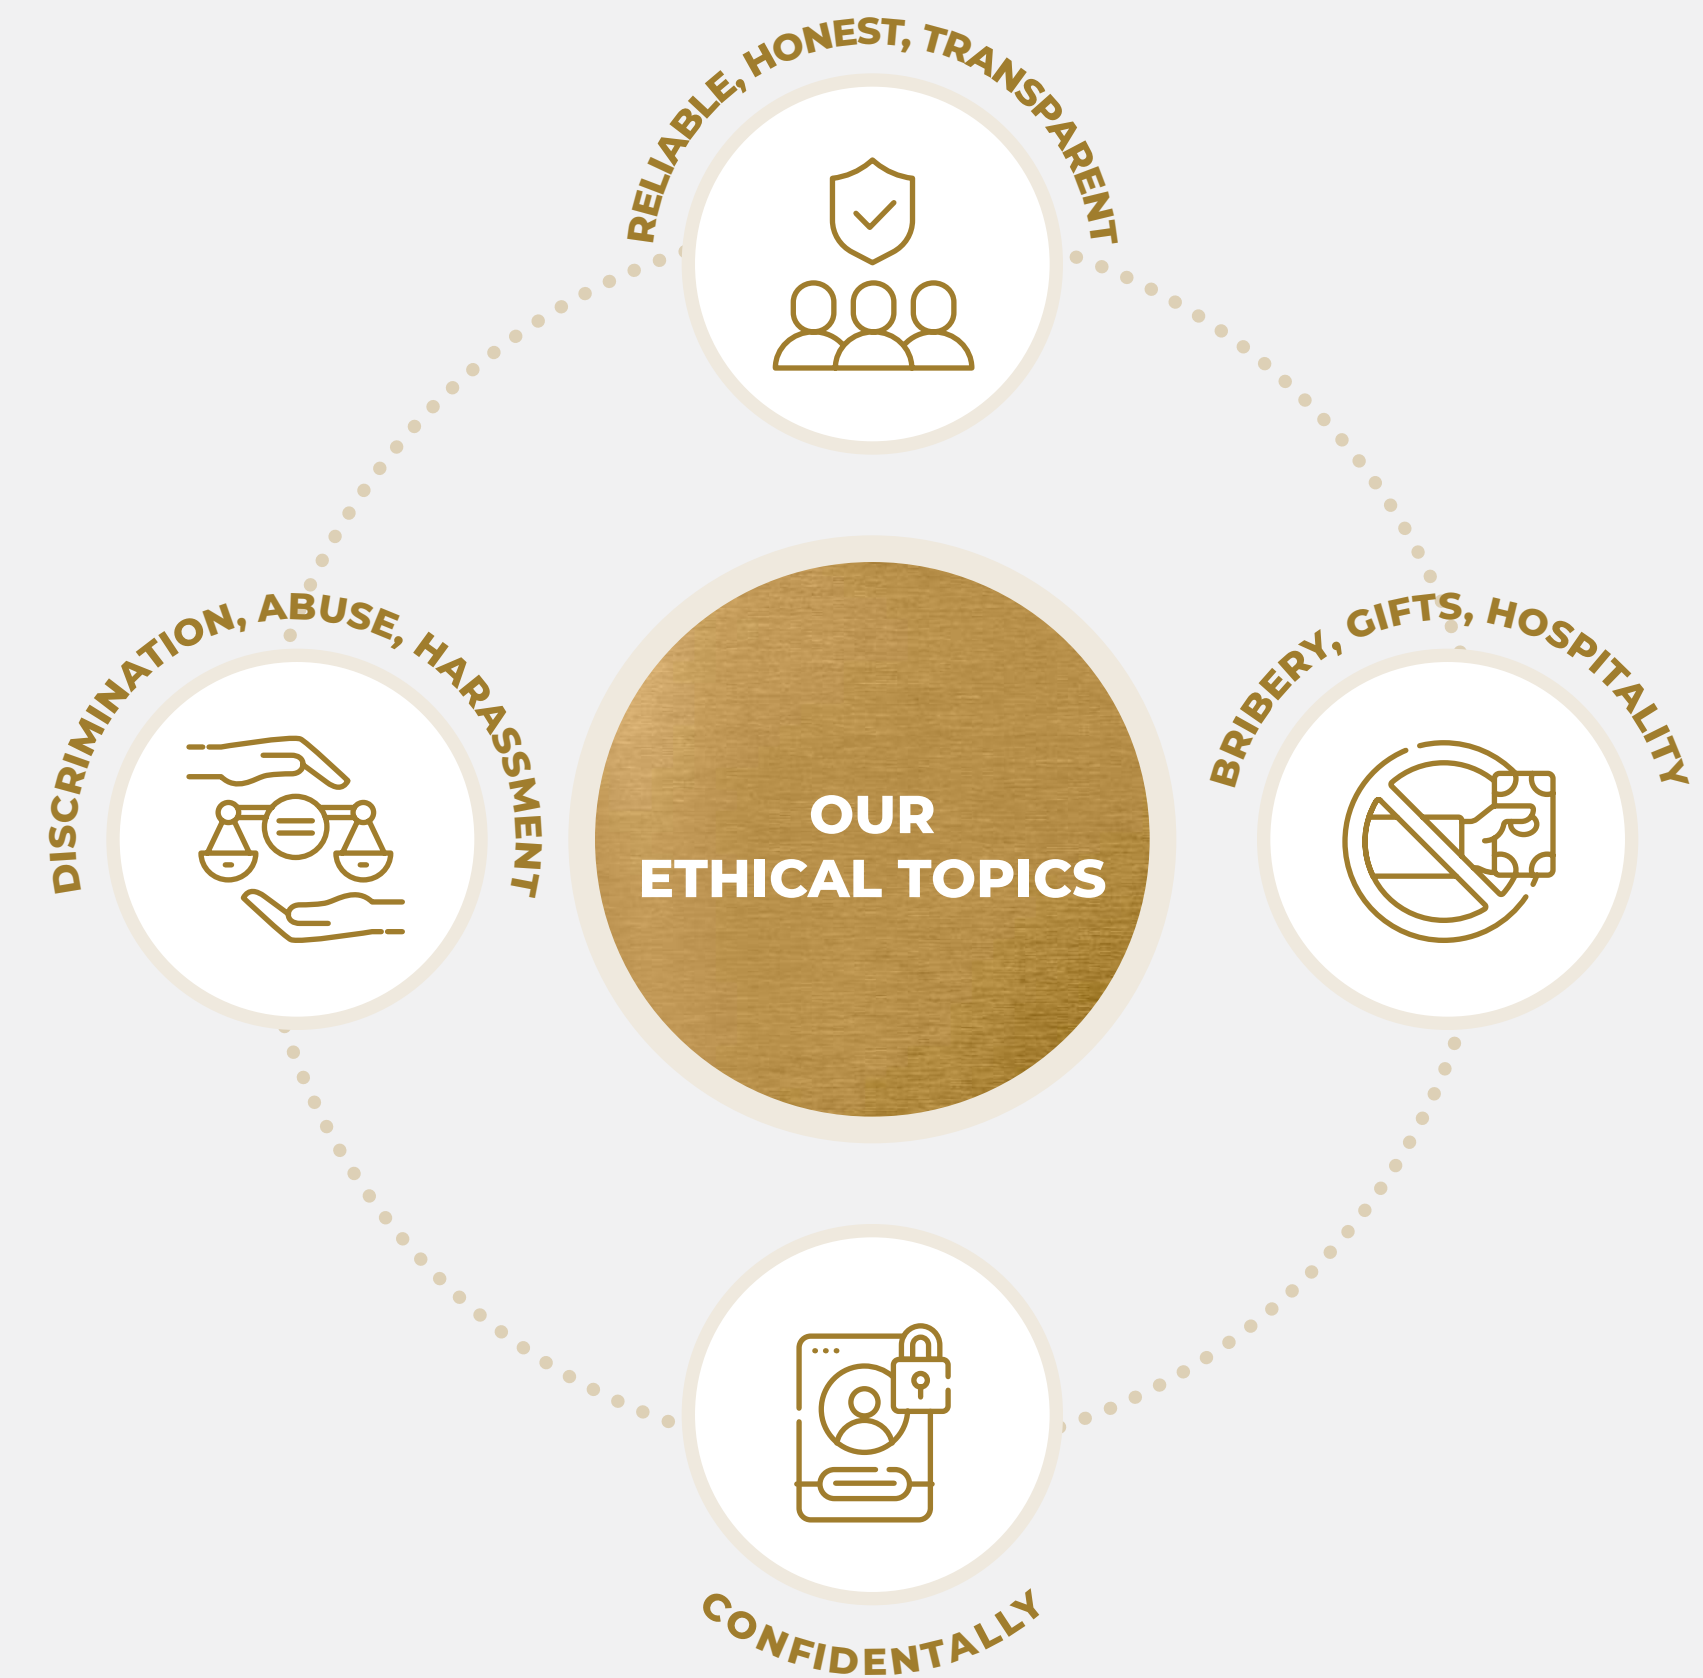 RELIABLE, HONEST, TRANSPARENT
DISCRIMINATION, ABUSE, HARASSMENT
BRIBERY, GIFTS, HOSPITALITY
OUR
ETHICAL TOPICS
CONFIDENTALLY